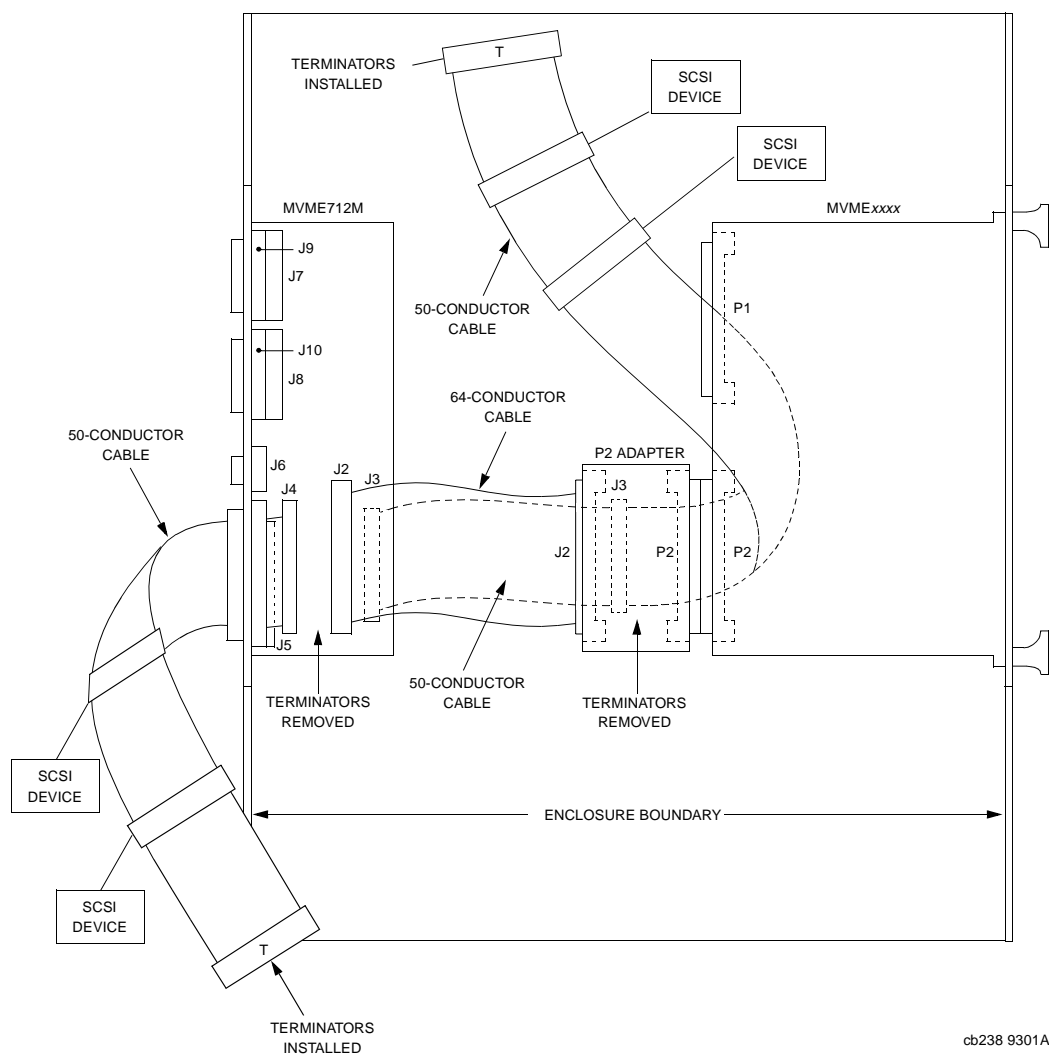 T
TERMINATORS
INSTALLED
SCSI
DEVICE
SCSI
DEVICE
MVME712M
MVMExxxx
J9
J7
50-CONDUCTOR
CABLE
P1
J10
J8
64-CONDUCTOR
CABLE
50-CONDUCTOR
CABLE
P2 ADAPTER
J6
J2
J3
J4
J3
J2
P2
P2
J5
50-CONDUCTOR
CABLE
TERMINATORS
REMOVED
TERMINATORS
REMOVED
SCSI
DEVICE
ENCLOSURE BOUNDARY
SCSI
DEVICE
T
TERMINATORS
INSTALLED
cb238 9301A